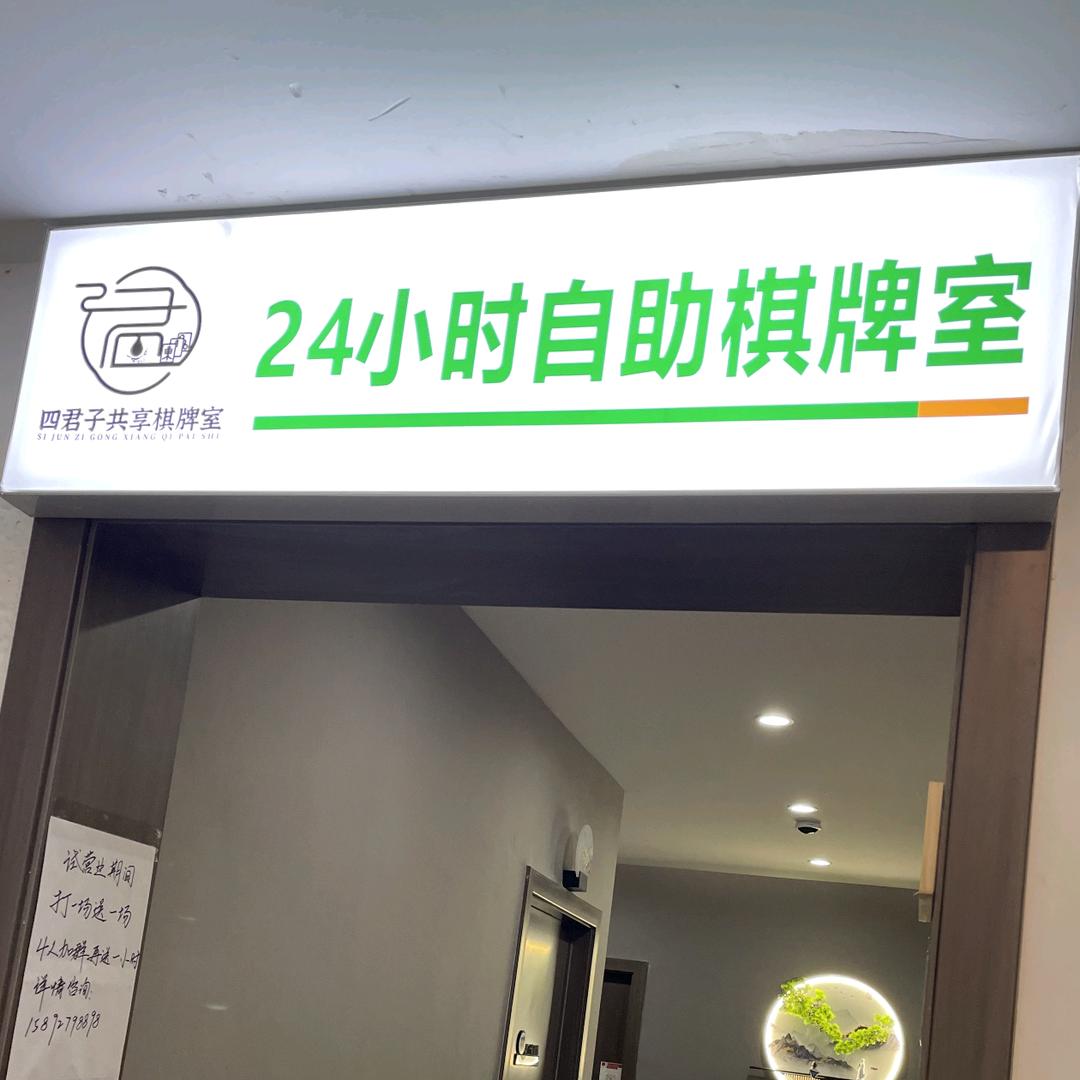 24小时自助棋牌室
四君子共享棋牌室
SI JUN ZI GONG XIANG QI PAI SHI
试营业期间
打一场送一场
4人加群再送一小时
详情咨询:
15892798898